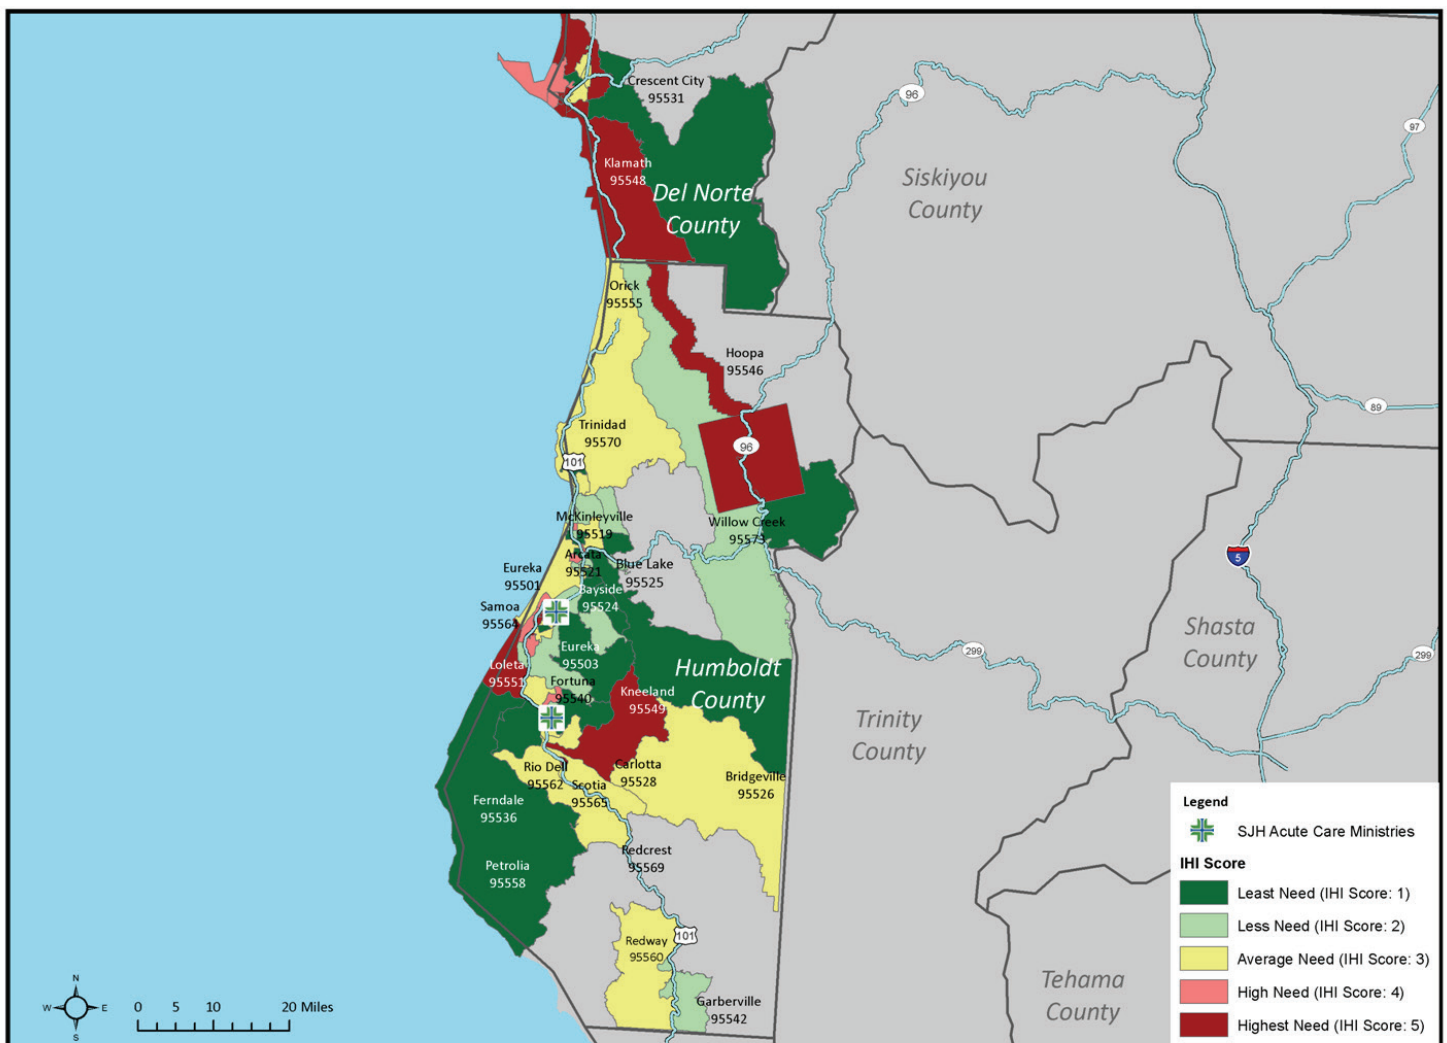 Crescent City
95531
96
97
Klamath
95548
Siskiyou
County
Del Norte
County
Orick
95555
Hoopa
95546
89
Trinidad
95570
96
101
McKinleyville
95519
Willow Creek
95573
Arcata
95521
Blue Lake
95525
5
Eureka
95501
Bayside
95524
Samoa
95564
Shasta
County
Eureka
95503
299
299
Loleta
95551
Humboldt
County
Fortuna
95540
Kneeland
95549
Trinity
County
Rio Dell
95562
Carlotta
95528
Bridgeville
95526
Scotia
95565
Ferndale
95536
Redcrest
95569
Petrolia
95558
Redway
95560
101
Garberville
95542
Tehama
County
N
W
E
S
0 5 10 20 Miles
Legend
SJH Acute Care Ministries
IHI Score
Least Need (IHI Score: 1)
Less Need (IHI Score: 2)
Average Need (IHI Score: 3)
High Need (IHI Score: 4)
Highest Need (IHI Score: 5)